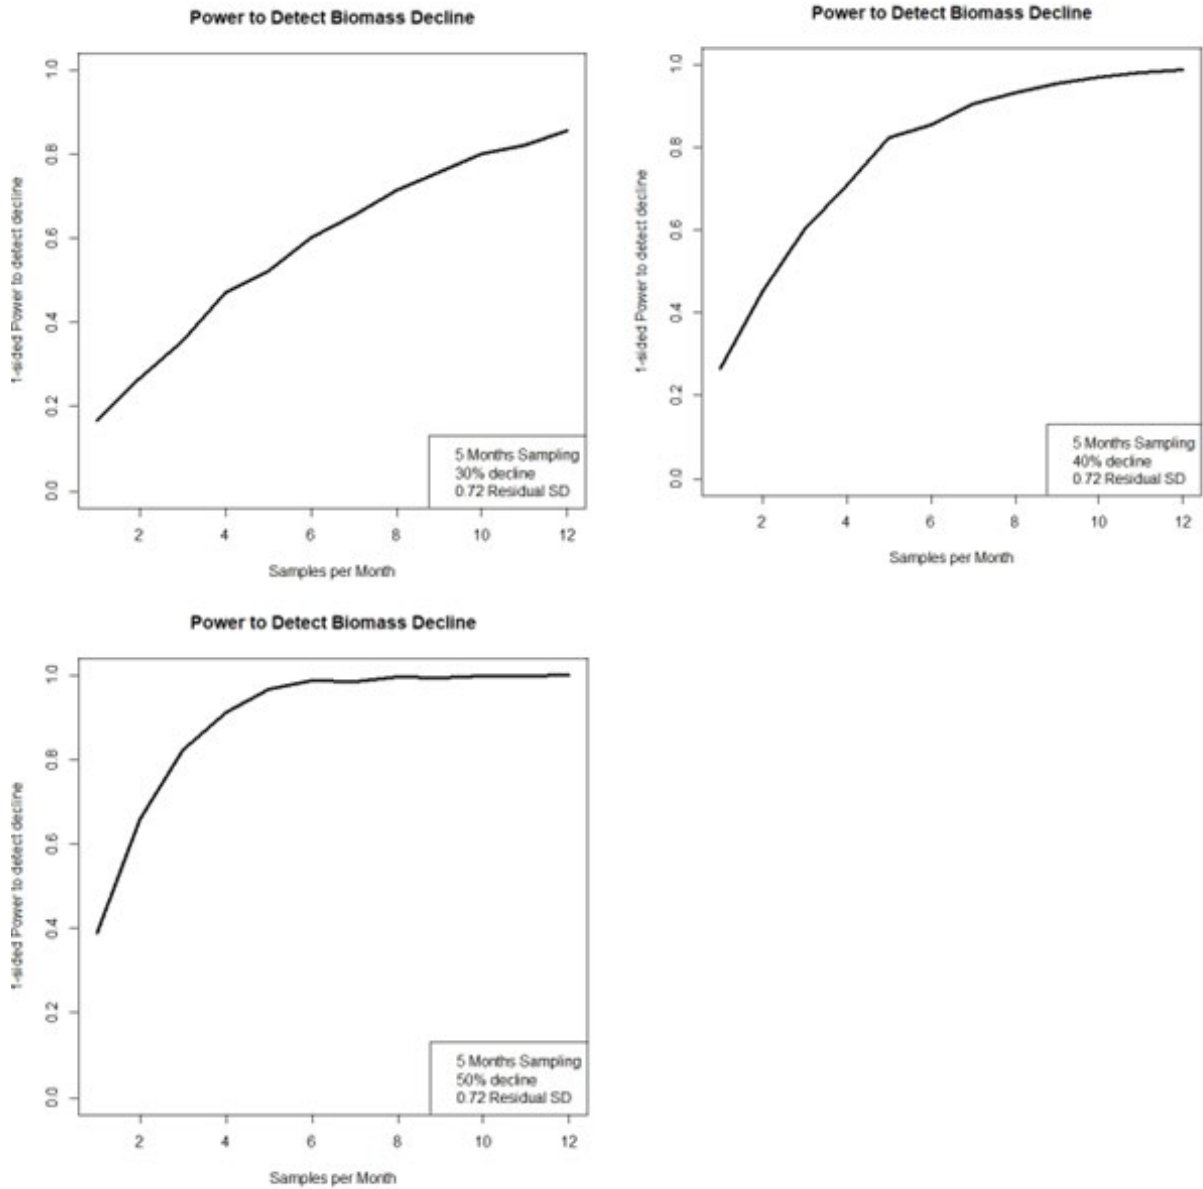 Power to Detect Biomass Decline
1-sided Power to detect decline
1.0
0.8
0.6
0.4
0.2
0.0
5 Months Sampling
30% decline
0.72 Residual SD
2 4 6 8 10 12
Samples per Month
Power to Detect Biomass Decline
1-sided Power to detect decline
1.0
0.8
0.6
0.4
0.2
0.0
5 Months Sampling
40% decline
0.72 Residual SD
2 4 6 8 10 12
Samples per Month
Power to Detect Biomass Decline
1-sided Power to detect decline
1.0
0.8
0.6
0.4
0.2
0.0
5 Months Sampling
50% decline
0.72 Residual SD
2 4 6 8 10 12
Samples per Month